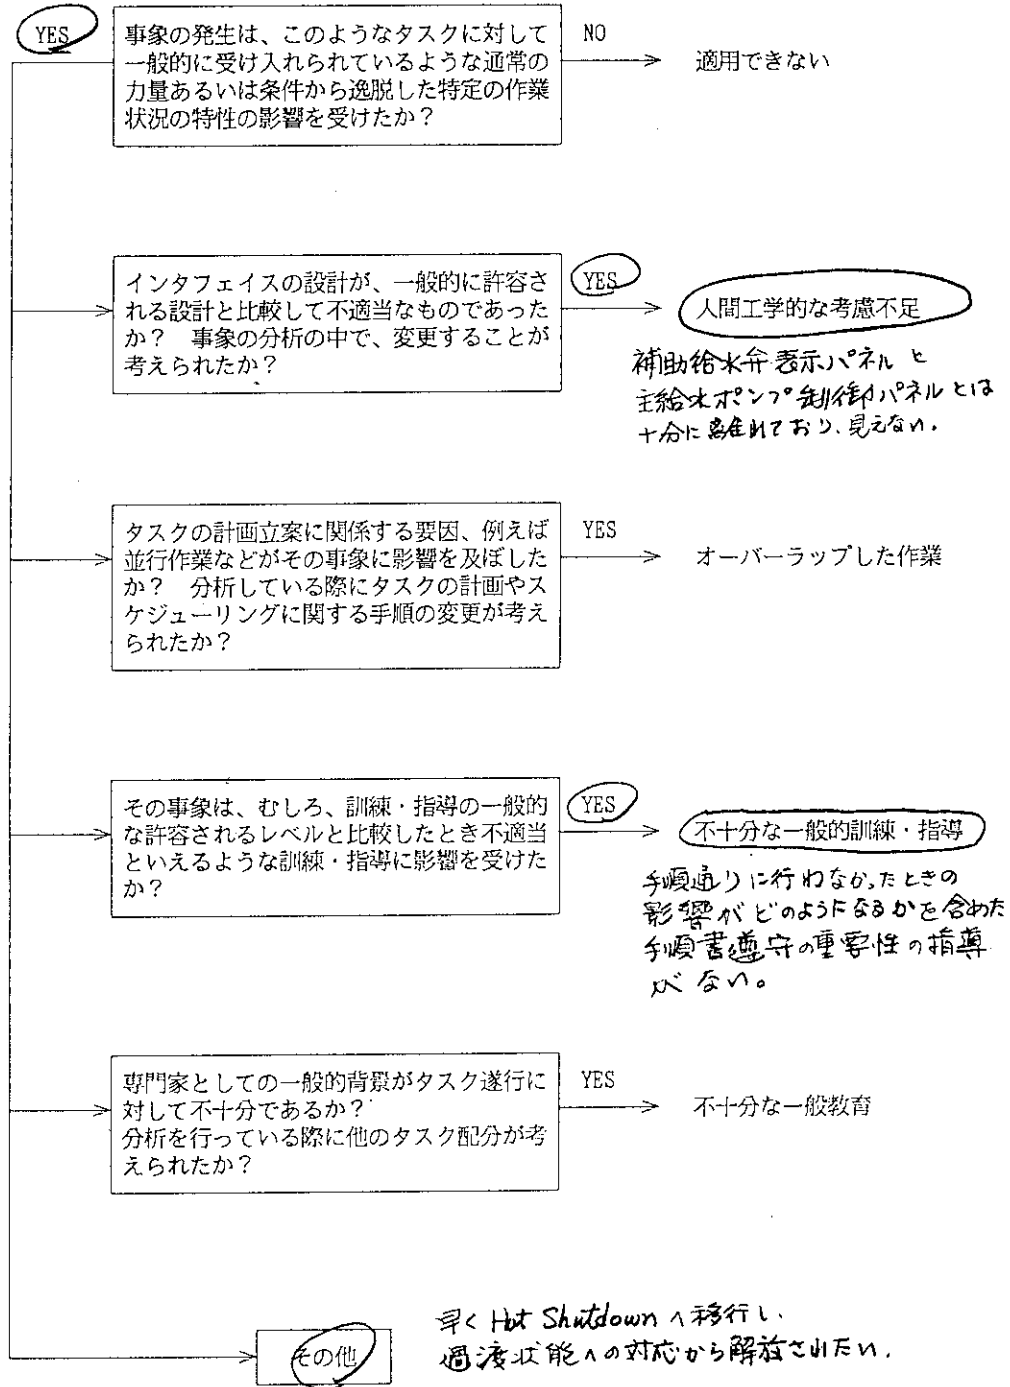 YES
事象の発生は、このようなタスクに対して
一般的に受け入れられているような通常の
力量あるいは条件から逸脱した特定の作業
状況の特性の影響を受けたか？
NO
適用できない
インタフェイスの設計が、一般的に許容さ
れる設計と比較して不適当なものであった
か？　事象の分析の中で、変更することが
考えられたか？
YES
人間工学的な考慮不足
補助給水弁表示パネルと
主給水ポンプ制御パネルとは
十分に離れており、見えない。
タスクの計画立案に関係する要因、例えば
並行作業などがその事象に影響を及ぼした
か？　分析している際にタスクの計画やス
ケジューリングに関する手順の変更が考え
られたか？
YES
オーバーラップした作業
その事象は、むしろ、訓練・指導の一般的
な許容されるレベルと比較したとき不適当
といえるような訓練・指導に影響を受けた
か？
YES
不十分な一般的訓練・指導
手順通りに行わなかったときの
影響がどのようになるかを含めた
手順書遵守の重要性の指導
がない。
専門家としての一般的背景がタスク遂行に
対して不十分であるか？
分析を行っている際に他のタスク配分が考
えられたか？
YES
不十分な一般教育
その他
早く Hot Shutdown へ移行し、
過渡状態への対応から解放されたい。